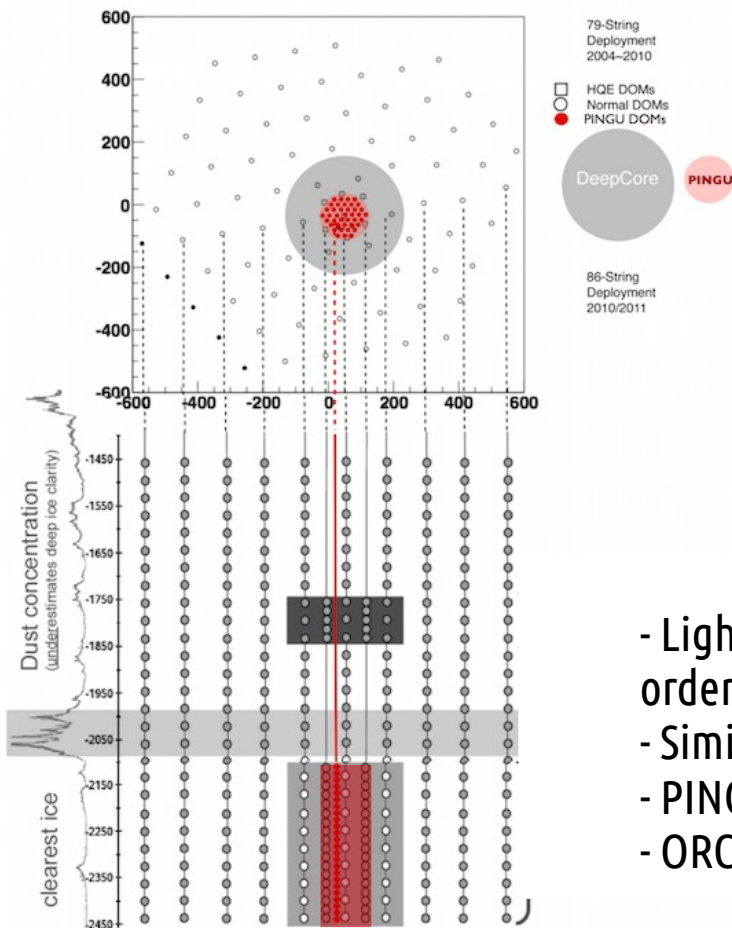 600
400
200
0
-200
-400
-600
-600 -400 -200 0 200 400 600
79-String
Deployment
2004~2010
HQE DOMs
Normal DOMs
PINGU DOMs
DeepCore
PINGU
86-String
Deployment
2010/2011
Dust concentration
(underestimates deep ice clarity)
clearest ice
-1450
-1550
-1650
-1750
-1850
-1950
-2050
-2150
-2250
-2350
-2450
- Ligh
order
- Simi
- PING
- ORC